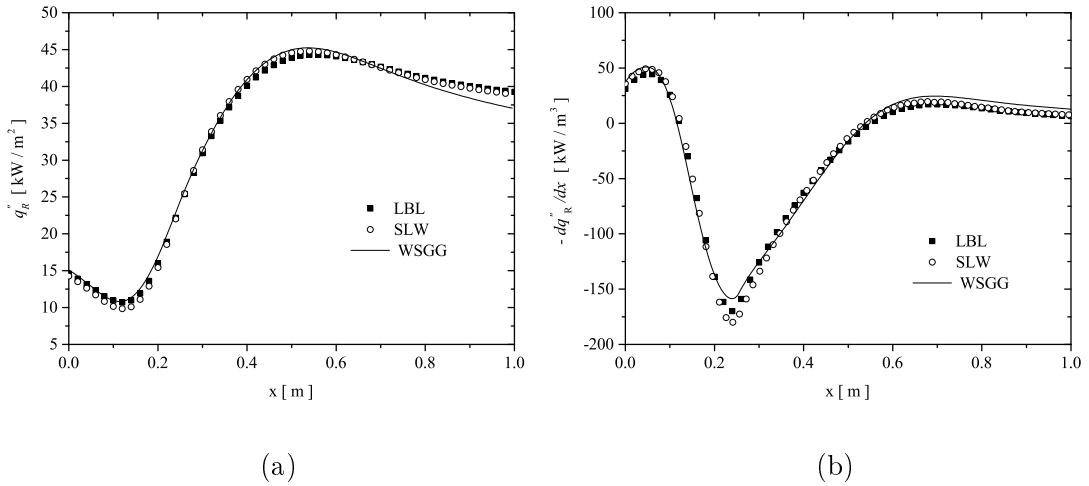 50
45
40
35
30
25
20
15
10
5
0.0 0.2 0.4 0.6 0.8 1.0
x [ m ]
q"R [ kW / m² ]
LBL
SLW
WSGG
(a)
100
50
0
-50
-100
-150
-200
0.0 0.2 0.4 0.6 0.8 1.0
x [ m ]
- dq"R/dx [ kW / m³ ]
LBL
SLW
WSGG
(b)